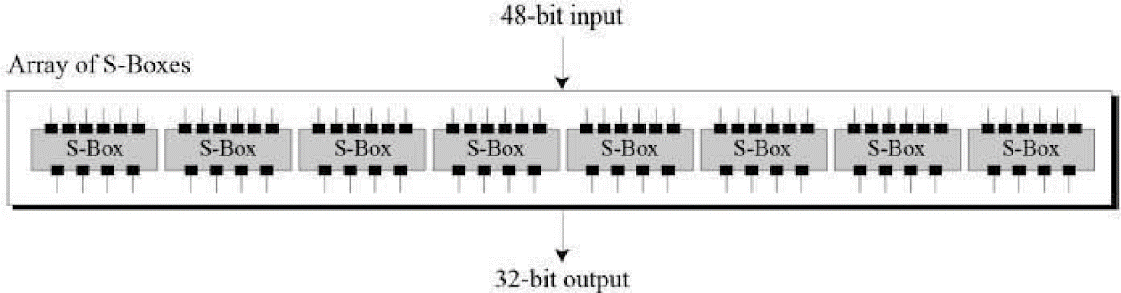 48-bit input
Array of S-Boxes
S-Box S-Box S-Box S-Box S-Box S-Box S-Box S-Box
32-bit output